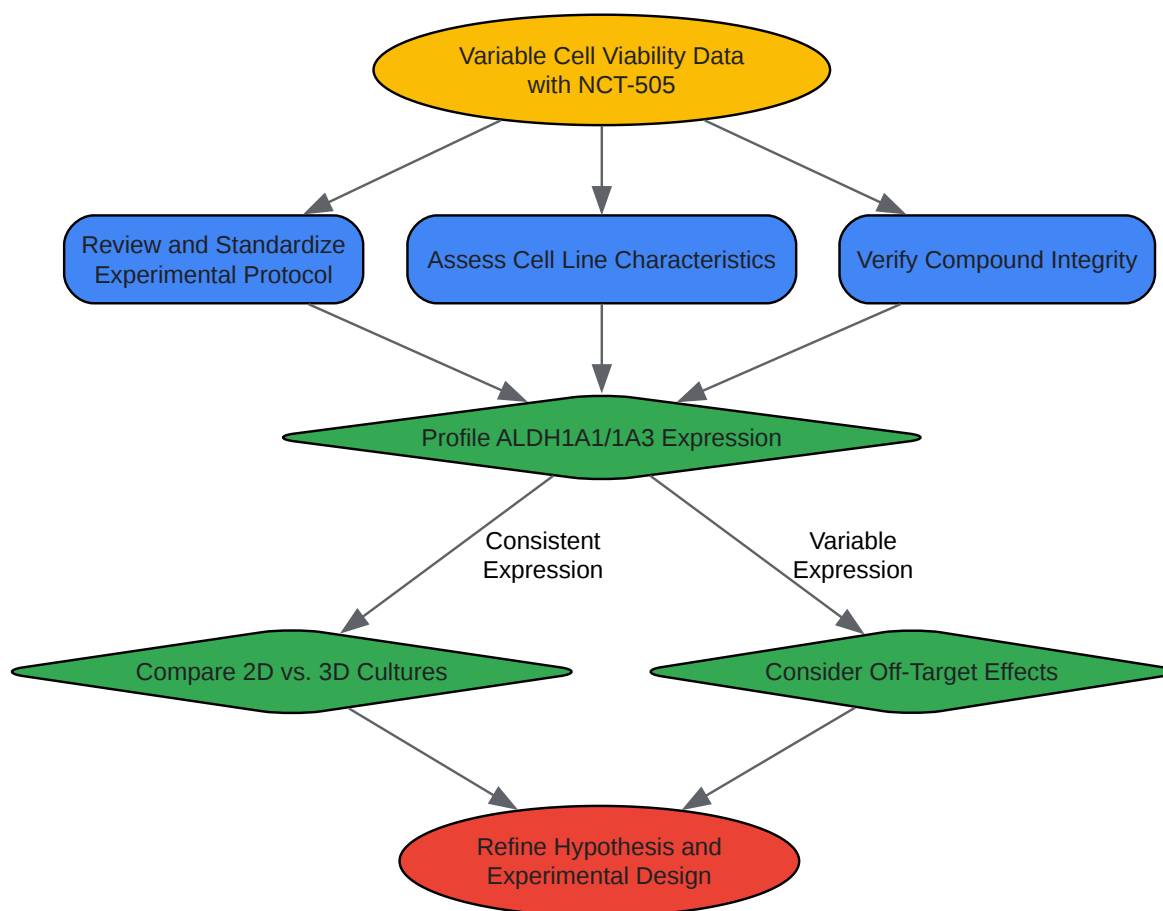 Variable Cell Viability Data
with NCT-505
Review and Standardize
Experimental Protocol
Assess Cell Line Characteristics
Verify Compound Integrity
Profile ALDH1A1/1A3 Expression
Consistent
Expression
Variable
Expression
Compare 2D vs. 3D Cultures
Consider Off-Target Effects
Refine Hypothesis and
Experimental Design